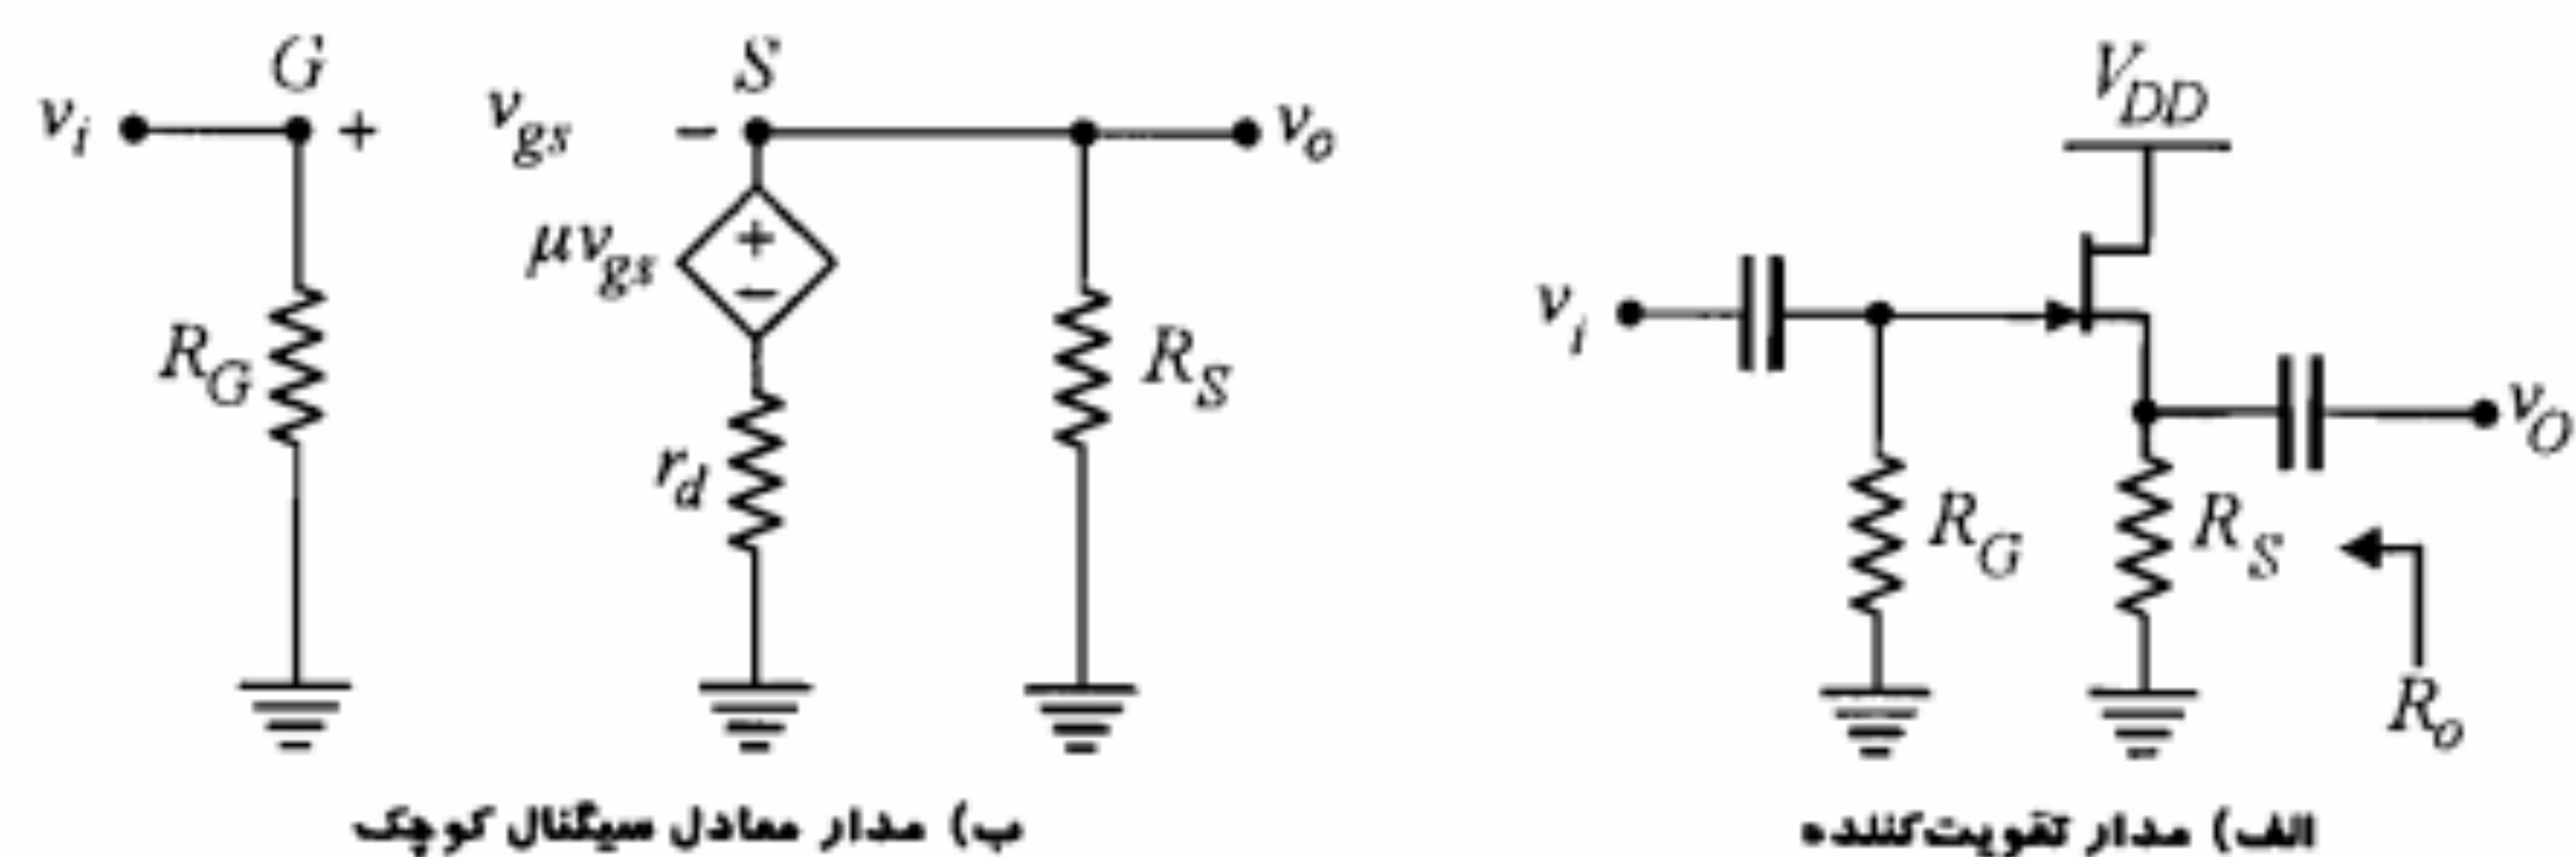 G
S
v_i
+
v_gs
−
v_o
μv_gs
+
−
R_G
r_d
R_S
ب) مدار معادل سیگنال کوچک
V_DD
v_i
v_O
R_G
R_S
R_o
الف) مدار تقویت‌کننده